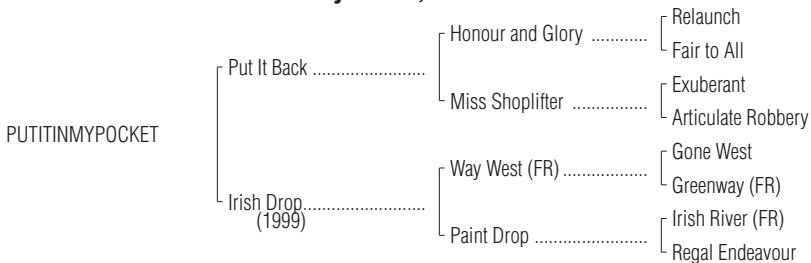 Relaunch
Honour and Glory ............
Fair to All
Put It Back ........................
Exuberant
Miss Shoplifter ................
Articulate Robbery
PUTITINMYPOCKET
Gone West
Way West (FR) ..................
Greenway (FR)
Irish Drop..........................
(1999)
Irish River (FR)
Paint Drop ........................
Regal Endeavour